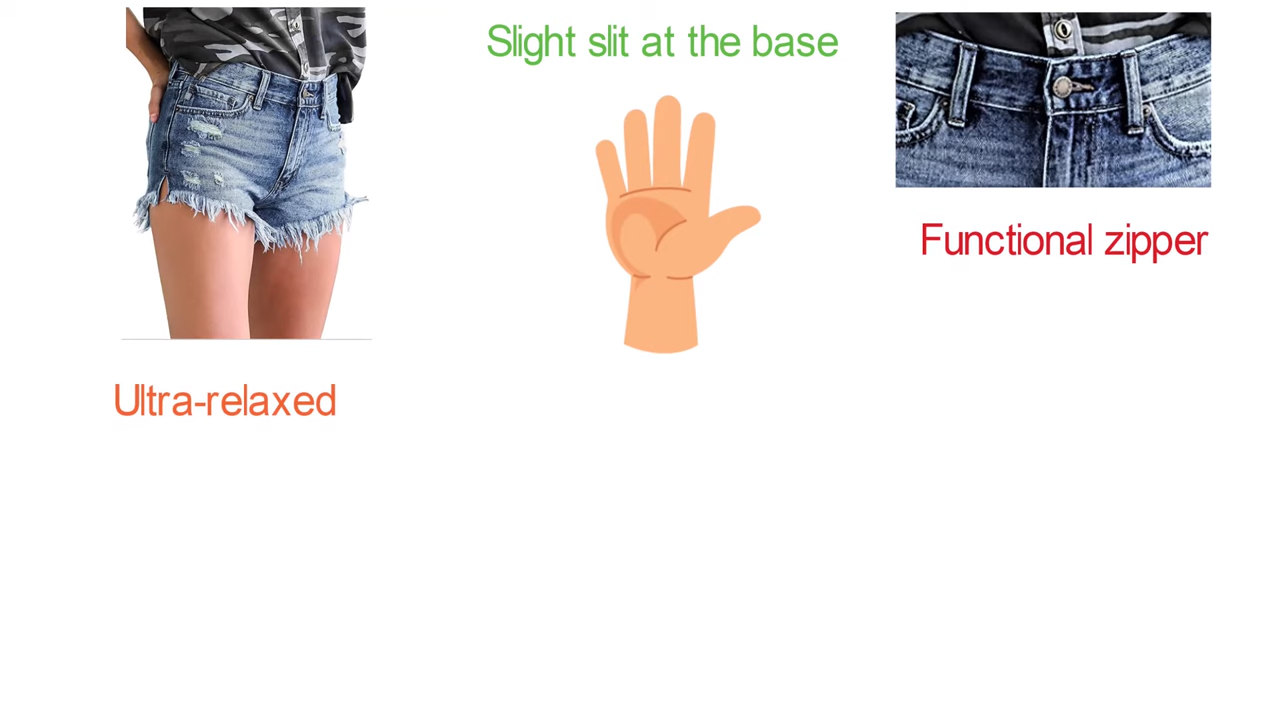 Slight slit at the base
Functional zipper
Ultra-relaxed